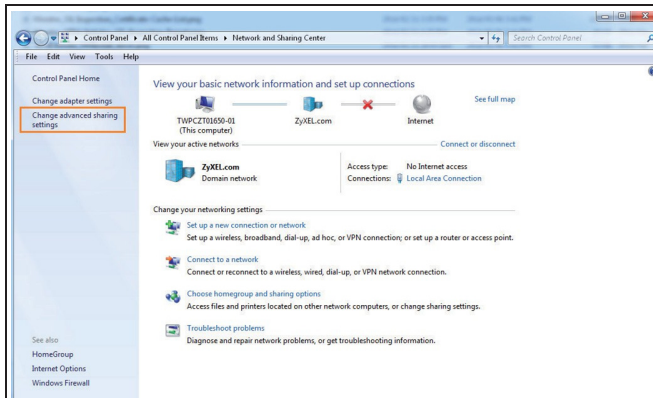 Control Panel ▸ All Control Panel Items ▸ Network and Sharing Center
Search Control Panel
File Edit View Tools Help
Control Panel Home
Change adapter settings
Change advanced sharing
settings
View your basic network information and set up connections
See full map
TWPCZT01650-01
(This computer)
ZyXEL.com
Internet
View your active networks
Connect or disconnect
ZyXEL.com
Domain network
Access type: No Internet access
Connections: Local Area Connection
Change your networking settings
Set up a new connection or network
Set up a wireless, broadband, dial-up, ad hoc, or VPN connection; or set up a router or access point.
Connect to a network
Connect or reconnect to a wireless, wired, dial-up, or VPN network connection.
Choose homegroup and sharing options
Access files and printers located on other network computers, or change sharing settings.
Troubleshoot problems
Diagnose and repair network problems, or get troubleshooting information.
See also
HomeGroup
Internet Options
Windows Firewall